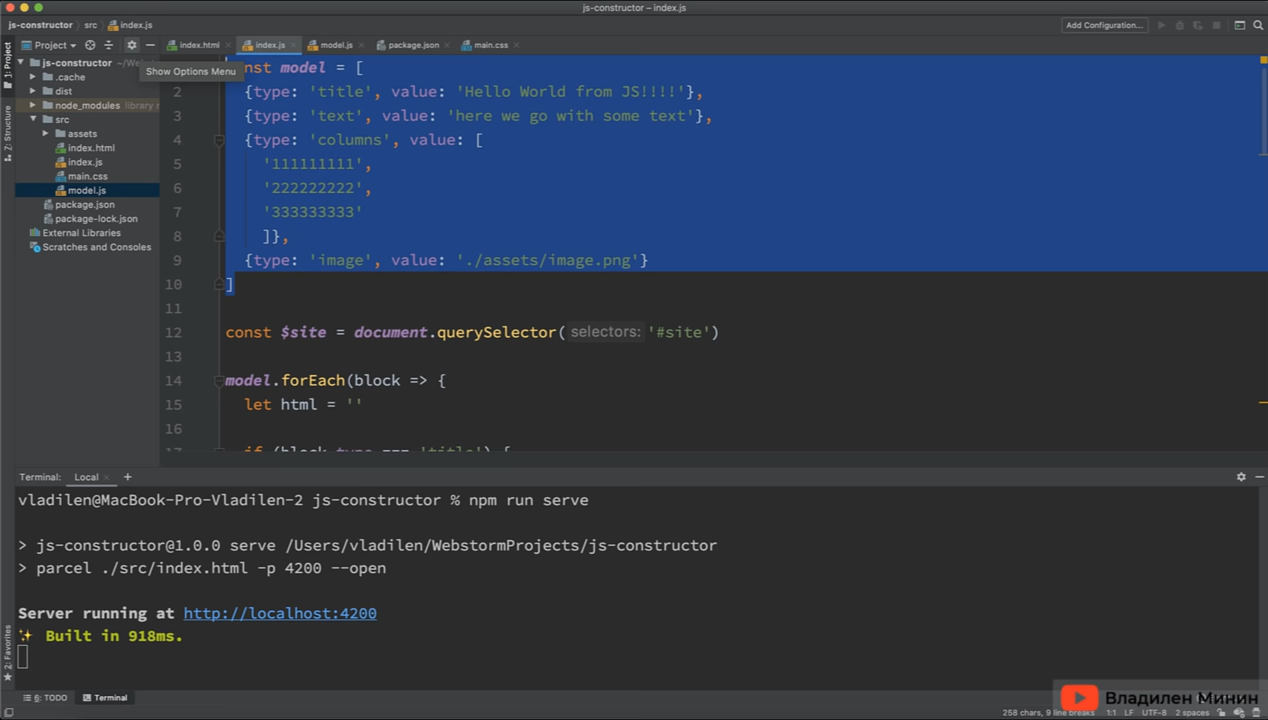 js-constructor – index.js
js-constructor › src › index.js
Add Configuration...
1: Project
Project
index.html
index.js
model.js
package.json
main.css
Show Options Menu
js-constructor
.cache
dist
node_modules library
src
assets
index.html
index.js
main.css
model.js
package.json
package-lock.json
External Libraries
Scratches and Consoles
Z: Structure
2: Favorites
nst model = [
2 {type: 'title', value: 'Hello World from JS!!!!'},
3 {type: 'text', value: 'here we go with some text'},
4 {type: 'columns', value: [
5 '111111111',
6 '222222222',
7 '333333333'
8 ]},
9 {type: 'image', value: './assets/image.png'}
10 ]
11
12 const $site = document.querySelector( selectors: '#site')
13
14 model.forEach(block => {
15 let html = ''
16
17 if (block.type === 'title') {
Terminal: Local +
vladilen@MacBook-Pro-Vladilen-2 js-constructor % npm run serve
> js-constructor@1.0.0 serve /Users/vladilen/WebstormProjects/js-constructor
> parcel ./src/index.html -p 4200 --open
Server running at http://localhost:4200
✨ Built in 918ms.
6: TODO
Terminal
Владилен Минин
258 chars, 9 line breaks 1:1 LF UTF-8 2 spaces